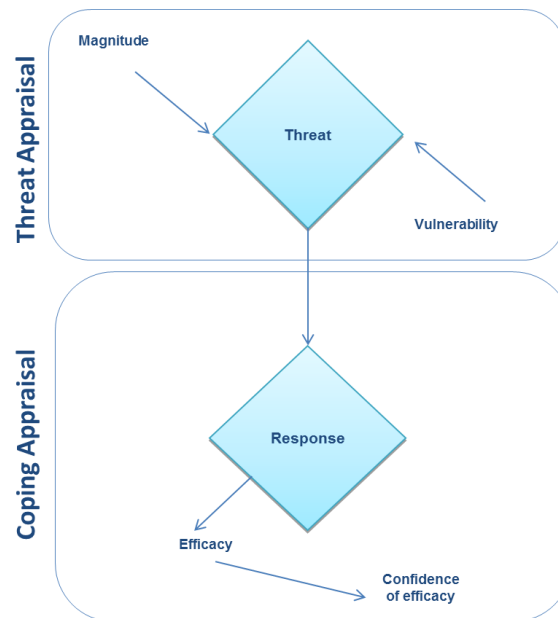 Threat Appraisal
Magnitude
Threat
Vulnerability
Coping Appraisal
Response
Efficacy
Confidence
of efficacy